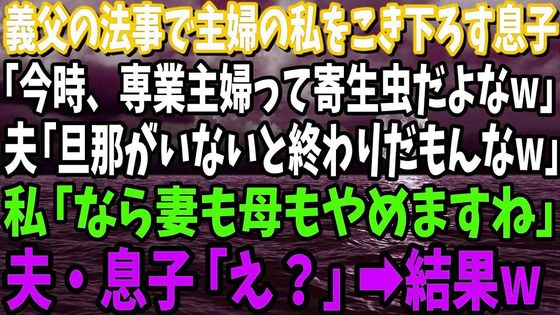 義父の法事で主婦の私をこき下ろす息子
「今時、専業主婦って寄生虫だよなw」
夫「旦那がいないと終わりだもんなw」
私「なら妻も母もやめますね」
夫・息子「え？」➡結果w